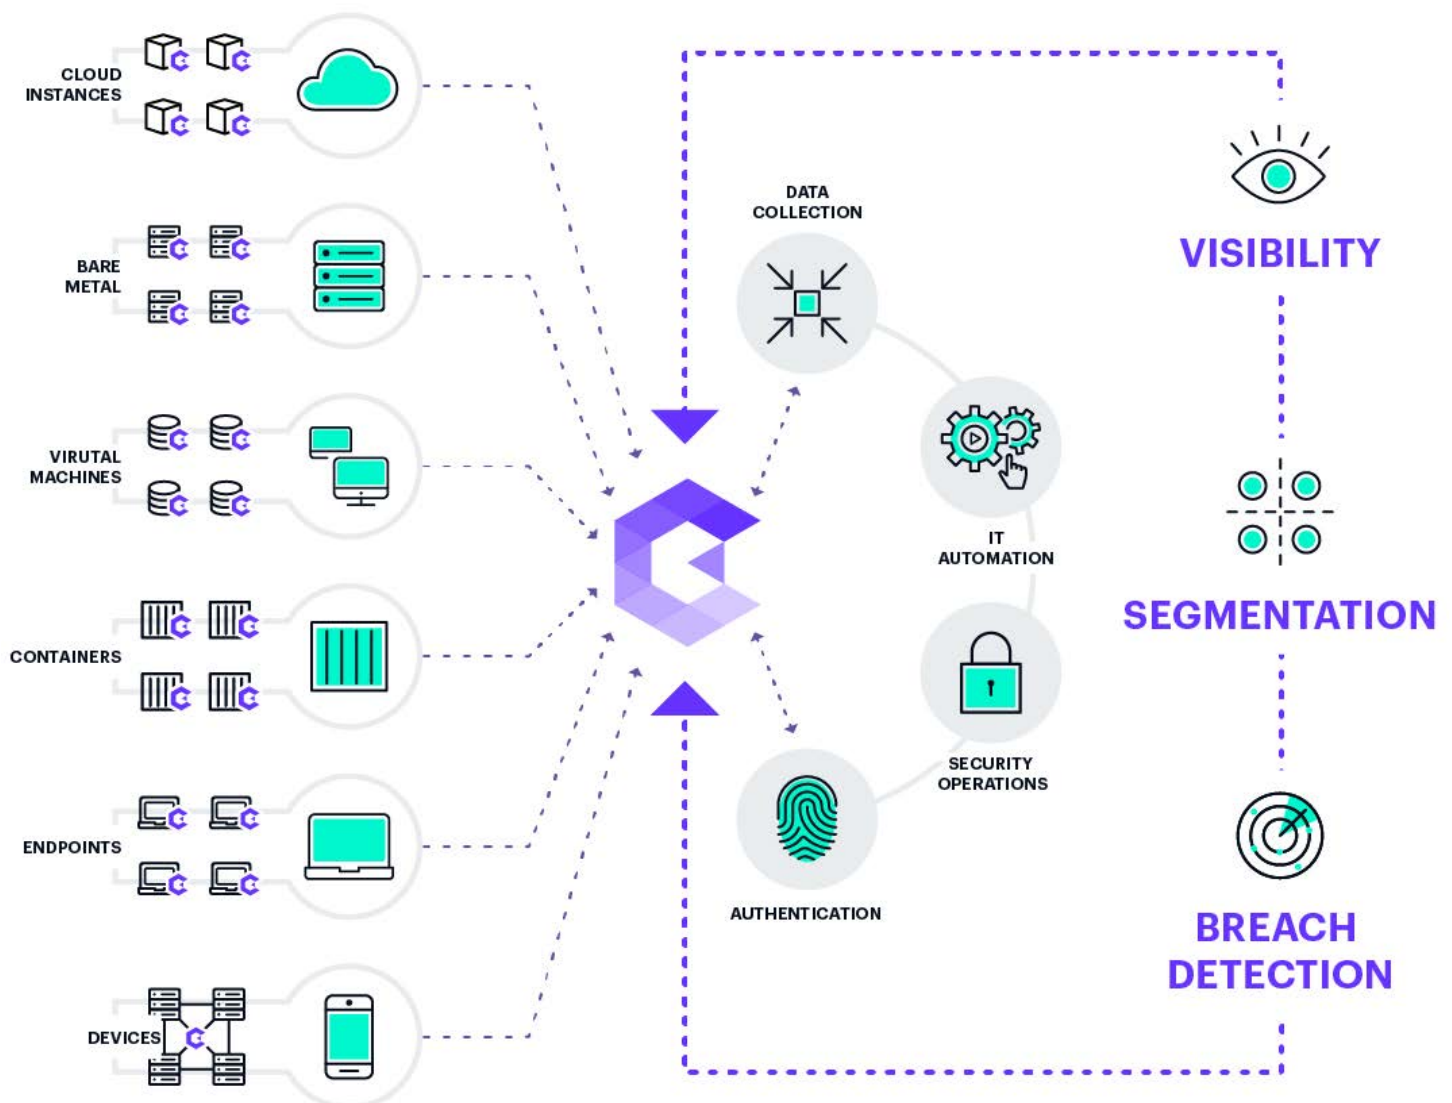 CLOUD
INSTANCES
BARE
METAL
VIRUTAL
MACHINES
CONTAINERS
ENDPOINTS
DEVICES
DATA
COLLECTION
IT
AUTOMATION
SECURITY
OPERATIONS
AUTHENTICATION
VISIBILITY
SEGMENTATION
BREACH
DETECTION